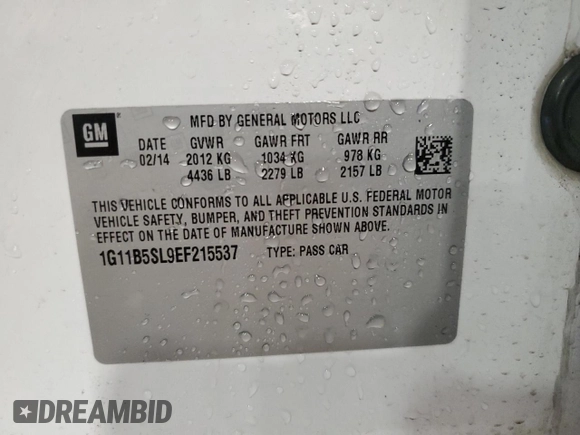 GM
MFD BY GENERAL MOTORS LLC
DATE GVWR GAWR FRT GAWR RR
02/14 2012 KG 1034 KG 978 KG
4436 LB 2279 LB 2157 LB
THIS VEHICLE CONFORMS TO ALL APPLICABLE U.S. FEDERAL MOTOR
VEHICLE SAFETY, BUMPER, AND THEFT PREVENTION STANDARDS IN
EFFECT ON THE DATE OF MANUFACTURE SHOWN ABOVE.
1G11B5SL9EF215537 TYPE: PASS CAR
DREAMBID